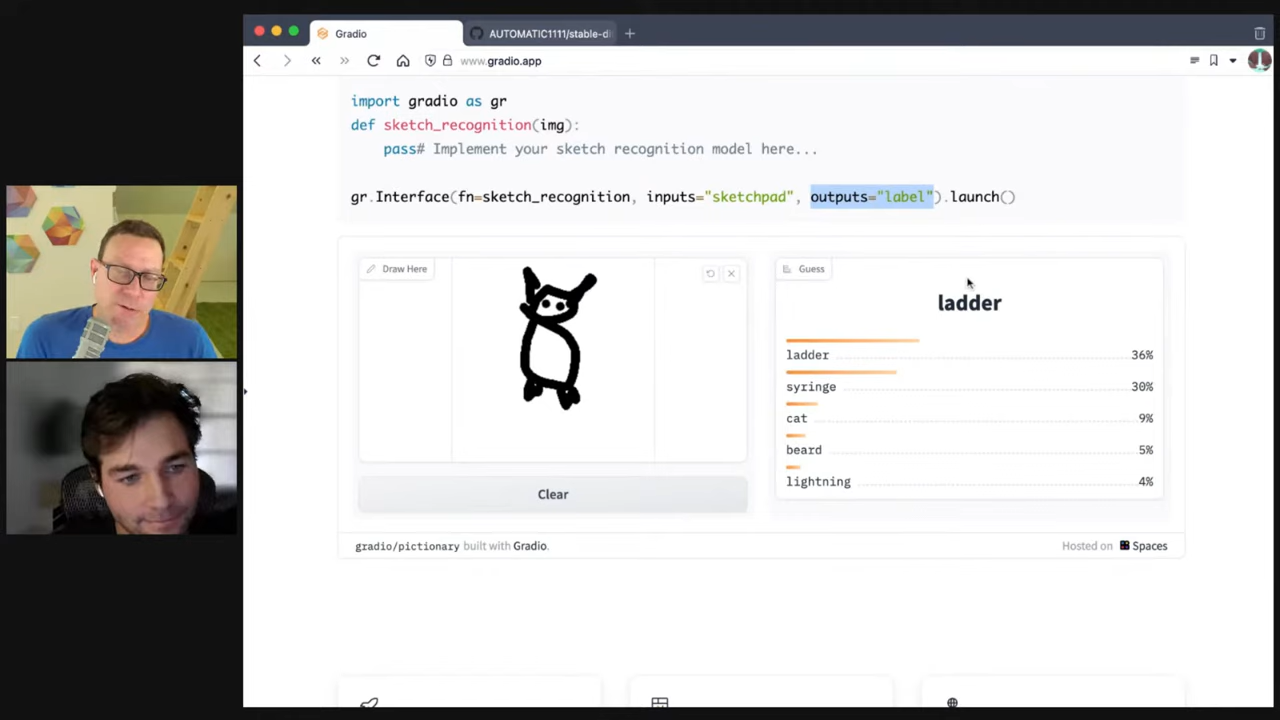 Gradio
AUTOMATIC1111/stable-di
www.gradio.app
import gradio as gr
def sketch_recognition(img):
pass# Implement your sketch recognition model here...
gr.Interface(fn=sketch_recognition, inputs="sketchpad", outputs="label").launch()
Draw Here
Guess
ladder
ladder 36%
syringe 30%
cat 9%
beard 5%
lightning 4%
Clear
gradio/pictionary built with Gradio.
Hosted on Spaces